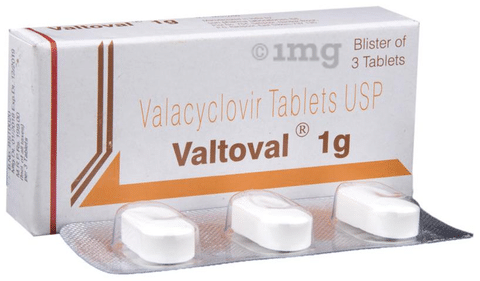 1mg
Blister of
3 Tablets
Valacyclovir Tablets USP
Valtoval® 1g